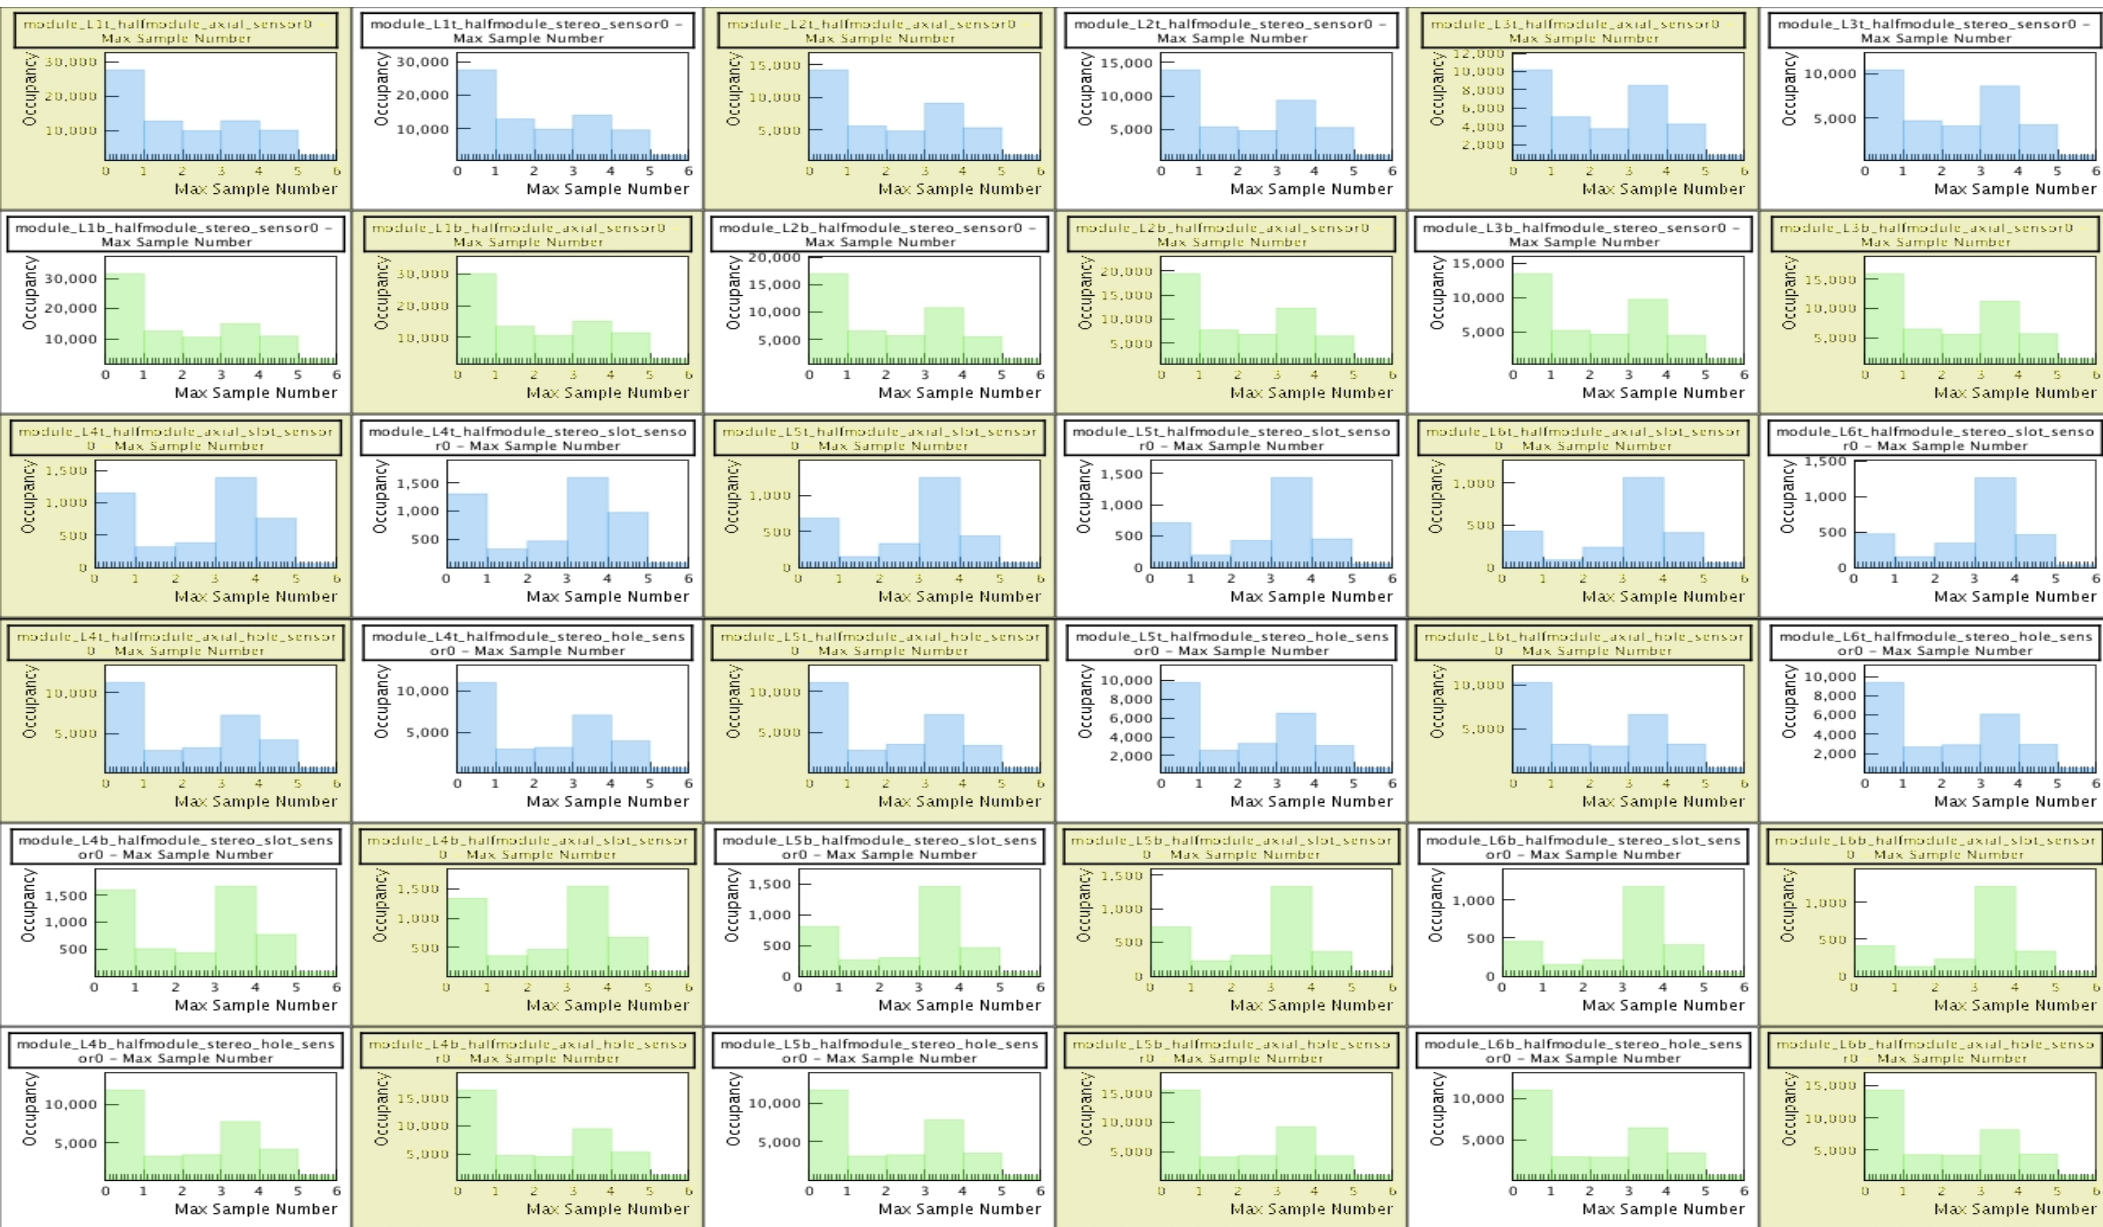 module_L1t_halfmodule_axial_sensor0
Max Sample Number
Occupancy
30,000
20,000
10,000
0 1 2 3 4 5 6
Max Sample Number
module_L1t_halfmodule_stereo_sensor0 –
Max Sample Number
Occupancy
30,000
20,000
10,000
0 1 2 3 4 5 6
Max Sample Number
module_L2t_halfmodule_axial_sensor0
Max Sample Number
Occupancy
15,000
10,000
5,000
0 1 2 3 4 5 6
Max Sample Number
module_L2t_halfmodule_stereo_sensor0 –
Max Sample Number
Occupancy
15,000
10,000
5,000
0 1 2 3 4 5 6
Max Sample Number
module_L3t_halfmodule_axial_sensor0
Max Sample Number
Occupancy
12,000
10,000
8,000
6,000
4,000
2,000
0 1 2 3 4 5 6
Max Sample Number
module_L3t_halfmodule_stereo_sensor0 –
Max Sample Number
Occupancy
10,000
5,000
0 1 2 3 4 5 6
Max Sample Number
module_L1b_halfmodule_stereo_sensor0 –
Max Sample Number
Occupancy
30,000
20,000
10,000
0 1 2 3 4 5 6
Max Sample Number
module_L1b_halfmodule_axial_sensor0
Max Sample Number
Occupancy
30,000
20,000
10,000
0 1 2 3 4 5 6
Max Sample Number
module_L2b_halfmodule_stereo_sensor0 –
Max Sample Number
Occupancy
20,000
15,000
10,000
5,000
0 1 2 3 4 5 6
Max Sample Number
module_L2b_halfmodule_axial_sensor0
Max Sample Number
Occupancy
20,000
15,000
10,000
5,000
0 1 2 3 4 5 6
Max Sample Number
module_L3b_halfmodule_stereo_sensor0 –
Max Sample Number
Occupancy
15,000
10,000
5,000
0 1 2 3 4 5 6
Max Sample Number
module_L3b_halfmodule_axial_sensor0
Max Sample Number
Occupancy
15,000
10,000
5,000
0 1 2 3 4 5 6
Max Sample Number
module_L4t_halfmodule_axial_slot_sensor
0 Max Sample Number
Occupancy
1,500
1,000
500
0
0 1 2 3 4 5 6
Max Sample Number
module_L4t_halfmodule_stereo_slot_senso
r0 – Max Sample Number
Occupancy
1,500
1,000
500
0 1 2 3 4 5 6
Max Sample Number
module_L5t_halfmodule_axial_slot_sensor
0 Max Sample Number
Occupancy
1,000
500
0
0 1 2 3 4 5 6
Max Sample Number
module_L5t_halfmodule_stereo_slot_senso
r0 – Max Sample Number
Occupancy
1,500
1,000
500
0
0 1 2 3 4 5 6
Max Sample Number
module_L6t_halfmodule_axial_slot_sensor
0 Max Sample Number
Occupancy
1,000
500
0
0 1 2 3 4 5 6
Max Sample Number
module_L6t_halfmodule_stereo_slot_senso
r0 – Max Sample Number
Occupancy
1,500
1,000
500
0
0 1 2 3 4 5 6
Max Sample Number
module_L4t_halfmodule_axial_hole_sensor
0 Max Sample Number
Occupancy
10,000
5,000
0 1 2 3 4 5 6
Max Sample Number
module_L4t_halfmodule_stereo_hole_sens
or0 – Max Sample Number
Occupancy
10,000
5,000
0 1 2 3 4 5 6
Max Sample Number
module_L5t_halfmodule_axial_hole_sensor
0 Max Sample Number
Occupancy
10,000
5,000
0 1 2 3 4 5 6
Max Sample Number
module_L5t_halfmodule_stereo_hole_sens
or0 – Max Sample Number
Occupancy
10,000
8,000
6,000
4,000
2,000
0 1 2 3 4 5 6
Max Sample Number
module_L6t_halfmodule_axial_hole_sensor
0 Max Sample Number
Occupancy
10,000
5,000
0 1 2 3 4 5 6
Max Sample Number
module_L6t_halfmodule_stereo_hole_sens
or0 – Max Sample Number
Occupancy
10,000
8,000
6,000
4,000
2,000
0 1 2 3 4 5 6
Max Sample Number
module_L4b_halfmodule_stereo_slot_sens
or0 – Max Sample Number
Occupancy
1,500
1,000
500
0 1 2 3 4 5 6
Max Sample Number
module_L4b_halfmodule_axial_slot_sensor
0 Max Sample Number
Occupancy
1,500
1,000
500
0 1 2 3 4 5 6
Max Sample Number
module_L5b_halfmodule_stereo_slot_sens
or0 – Max Sample Number
Occupancy
1,500
1,000
500
0
0 1 2 3 4 5 6
Max Sample Number
module_L5b_halfmodule_axial_slot_sensor
0 Max Sample Number
Occupancy
1,500
1,000
500
0
0 1 2 3 4 5 6
Max Sample Number
module_L6b_halfmodule_stereo_slot_sens
or0 – Max Sample Number
Occupancy
1,000
500
0
0 1 2 3 4 5 6
Max Sample Number
module_L6b_halfmodule_axial_slot_sensor
0 Max Sample Number
Occupancy
1,000
500
0
0 1 2 3 4 5 6
Max Sample Number
module_L4b_halfmodule_stereo_hole_sens
or0 – Max Sample Number
Occupancy
10,000
5,000
0 1 2 3 4 5 6
Max Sample Number
module_L4b_halfmodule_axial_hole_senso
r0 Max Sample Number
Occupancy
15,000
10,000
5,000
0 1 2 3 4 5 6
Max Sample Number
module_L5b_halfmodule_stereo_hole_sens
or0 – Max Sample Number
Occupancy
10,000
5,000
0 1 2 3 4 5 6
Max Sample Number
module_L5b_halfmodule_axial_hole_senso
r0 Max Sample Number
Occupancy
15,000
10,000
5,000
0 1 2 3 4 5 6
Max Sample Number
module_L6b_halfmodule_stereo_hole_sens
or0 – Max Sample Number
Occupancy
10,000
5,000
0 1 2 3 4 5 6
Max Sample Number
module_L6b_halfmodule_axial_hole_senso
r0 Max Sample Number
Occupancy
15,000
10,000
5,000
0 1 2 3 4 5 6
Max Sample Number